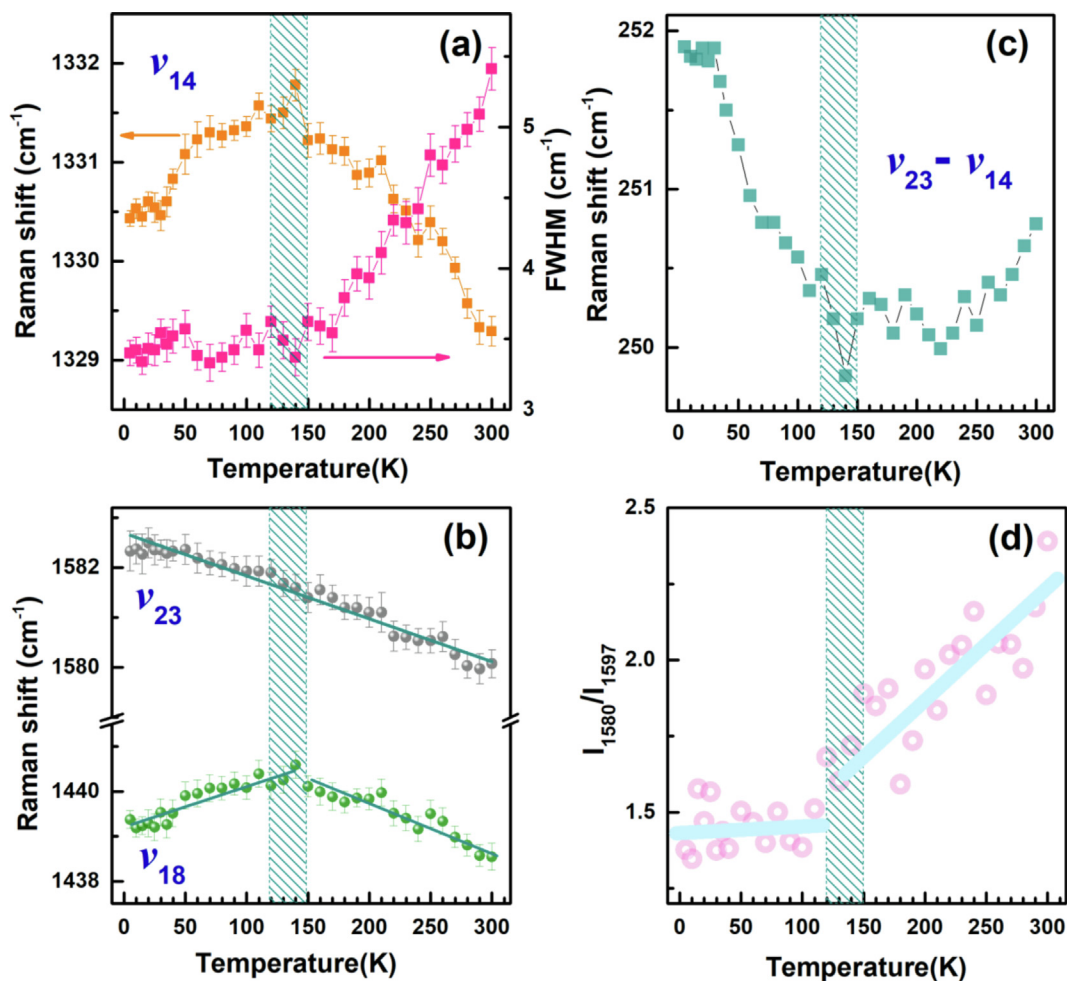 (a)
ν14
1332
1331
1330
1329
Raman shift (cm-1)
5
4
3
FWHM (cm-1)
0 50 100 150 200 250 300
Temperature(K)
(c)
ν23- ν14
252
251
250
Raman shift (cm-1)
0 50 100 150 200 250 300
Temperature(K)
(b)
ν23
ν18
1582
1580
1440
1438
Raman shift (cm-1)
0 50 100 150 200 250 300
Temperature(K)
(d)
2.5
2.0
1.5
I1580/I1597
0 50 100 150 200 250 300
Temperature(K)